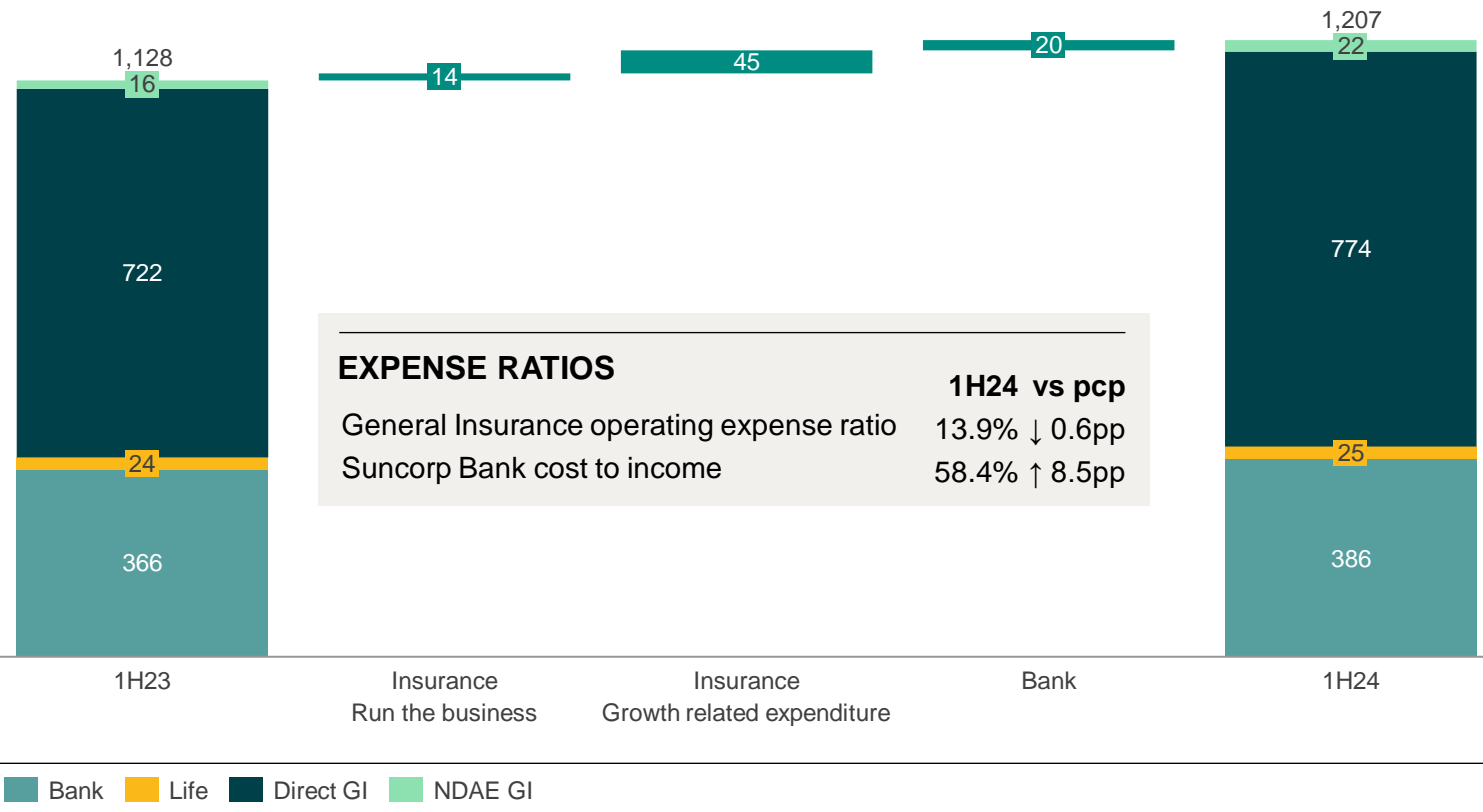 1,128
16
722
24
366
14
45
20
1,207
22
774
25
386
EXPENSE RATIOS
1H24 vs pcp
General Insurance operating expense ratio 13.9% ↓ 0.6pp
Suncorp Bank cost to income 58.4% ↑ 8.5pp
1H23
Insurance
Run the business
Insurance
Growth related expenditure
Bank
1H24
Bank Life Direct GI NDAE GI